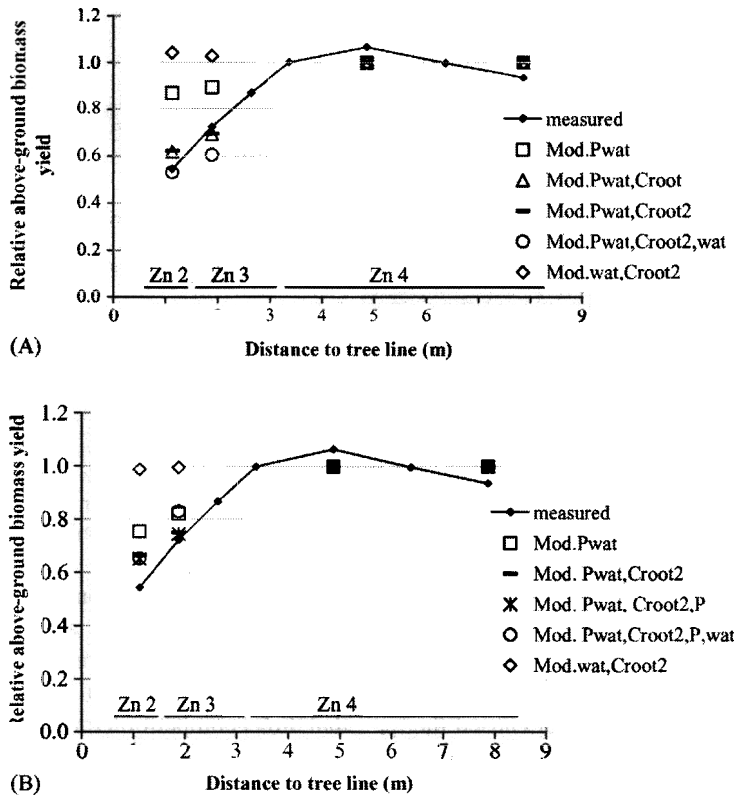 Relative above-ground biomass
yield
1.2
1.0
0.8
0.6
0.4
0.2
0.0
Zn 2 Zn 3 Zn 4
0 1 2 3 4 5 6 7 9
Distance to tree line (m)
(A)
measured
Mod.Pwat
Mod.Pwat,Croot
Mod.Pwat,Croot2
Mod.Pwat,Croot2,wat
Mod.wat,Croot2
Relative above-ground biomass yield
1.2
1.0
0.8
0.6
0.4
0.2
0.0
Zn 2 Zn 3 Zn 4
0 1 2 3 4 5 6 7 8 9
Distance to tree line (m)
(B)
measured
Mod.Pwat
Mod. Pwat,Croot2
Mod. Pwat, Croot2,P
Mod. Pwat,Croot2,P,wat
Mod.wat,Croot2